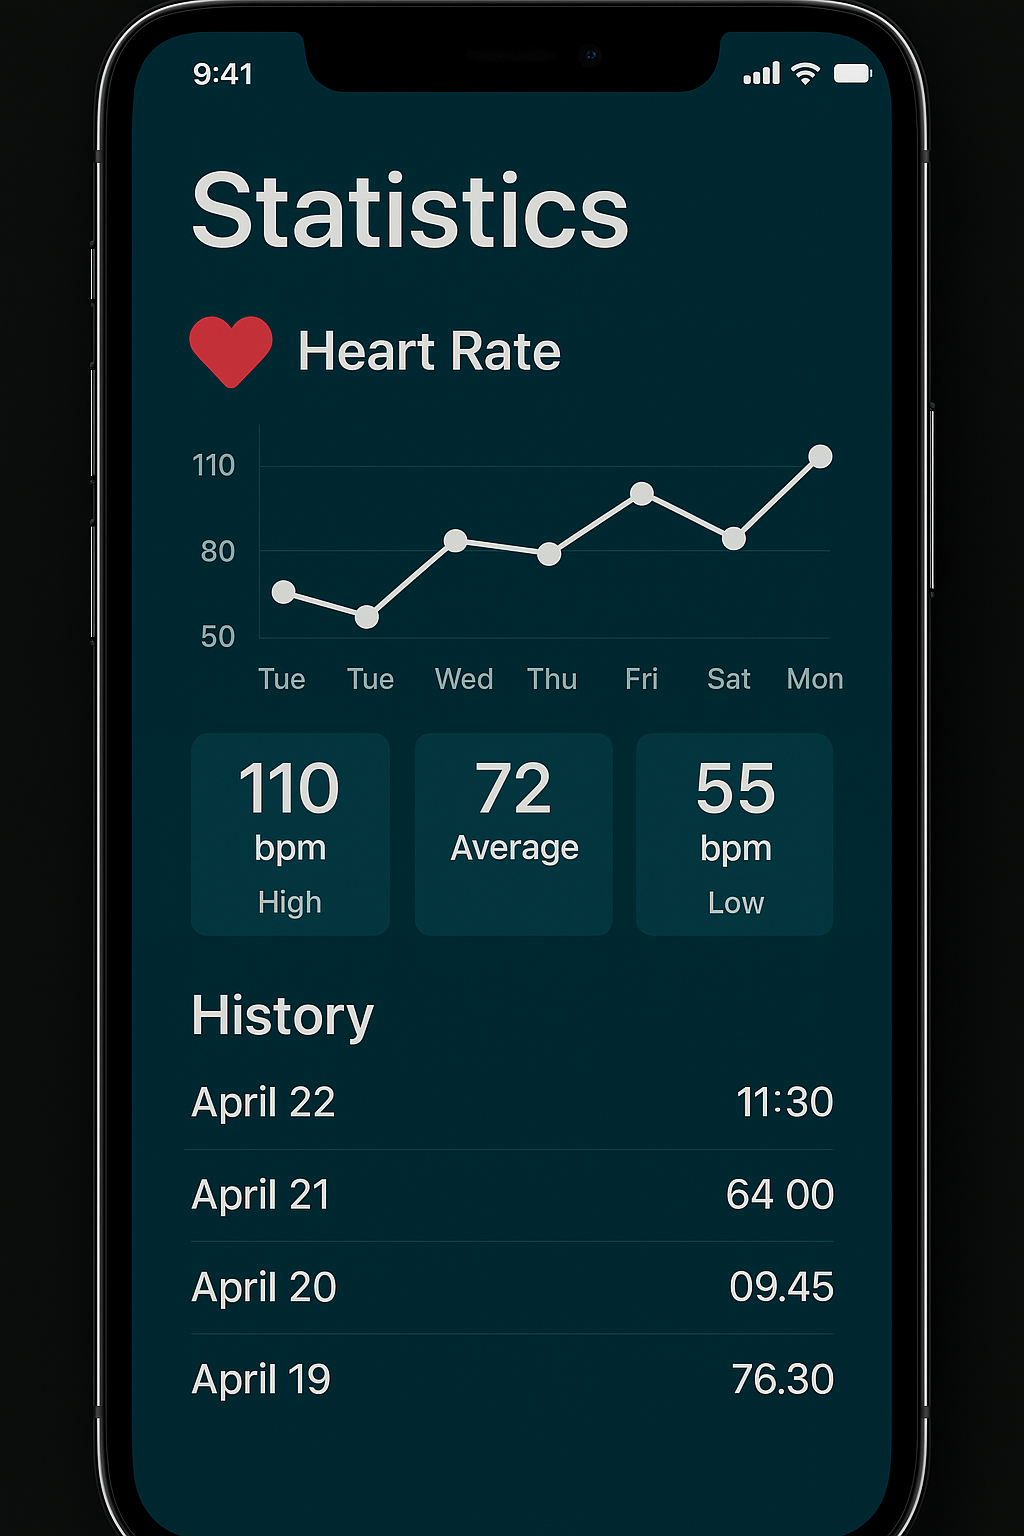 9:41
Statistics
Heart Rate
110
80
50
Tue Tue Wed Thu Fri Sat Mon
110 72 55
bpm Average bpm
High Low
History
April 22 11:30
April 21 64 00
April 20 09.45
April 19 76.30